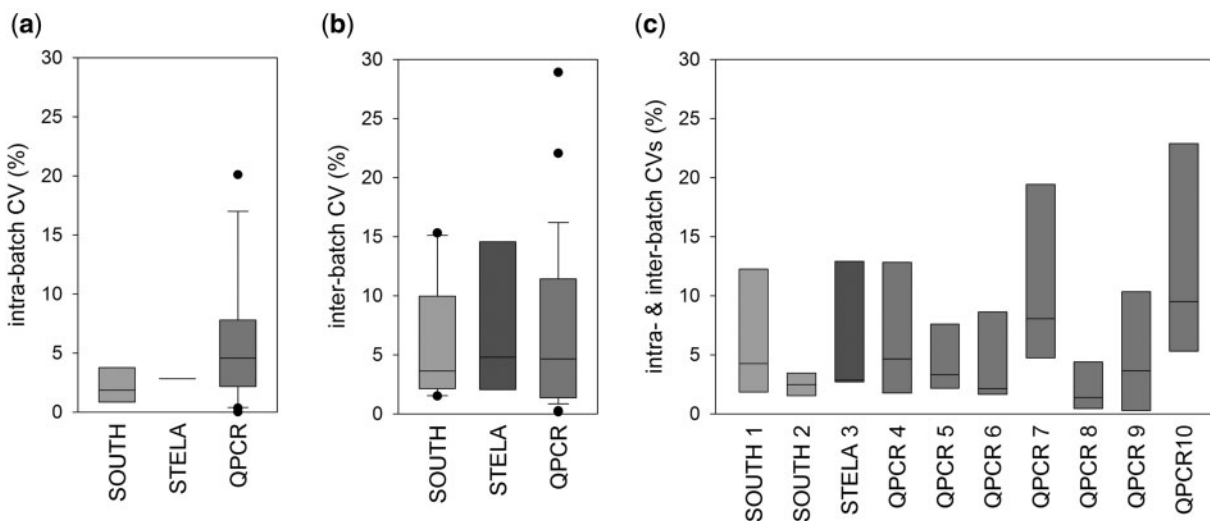 (a)
intra-batch CV (%)
30
25
20
15
10
5
0
SOUTH
STELA
QPCR
(b)
inter-batch CV (%)
30
25
20
15
10
5
0
SOUTH
STELA
QPCR
(c)
intra- & inter-batch CVs (%)
30
25
20
15
10
5
0
SOUTH 1
SOUTH 2
STELA 3
QPCR 4
QPCR 5
QPCR 6
QPCR 7
QPCR 8
QPCR 9
QPCR10